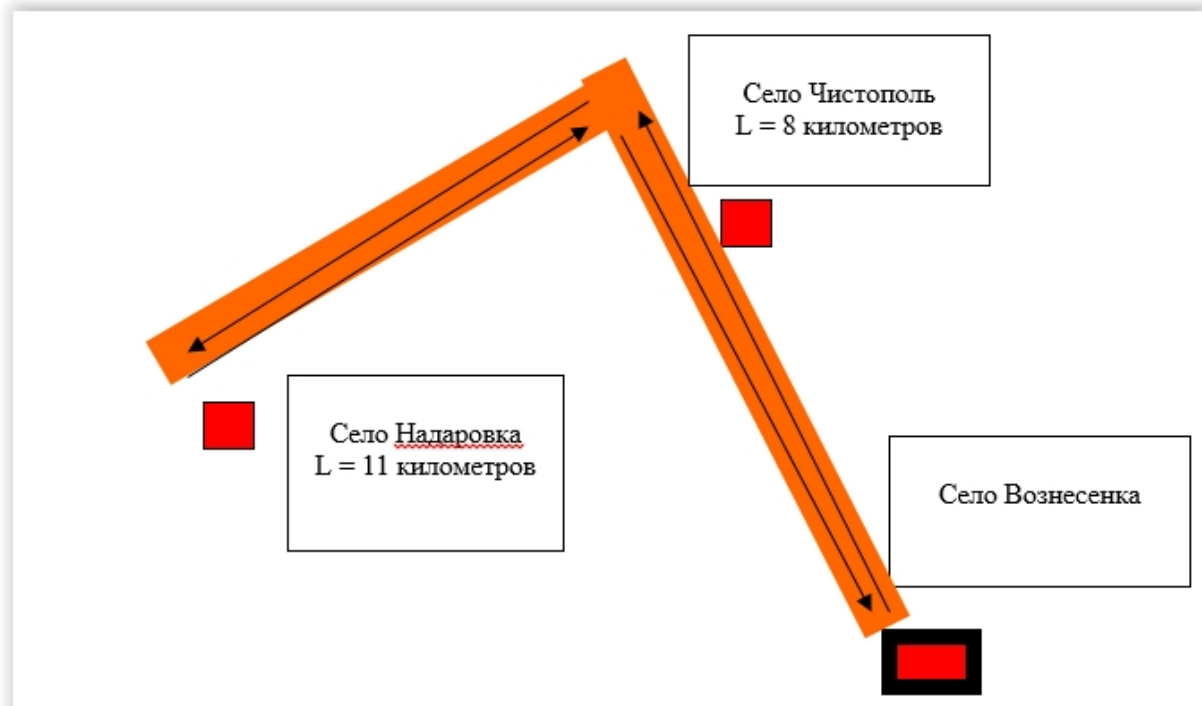 Село Чистополь
L = 8 километров
Село Надаровка
L = 11 километров
Село Вознесенка